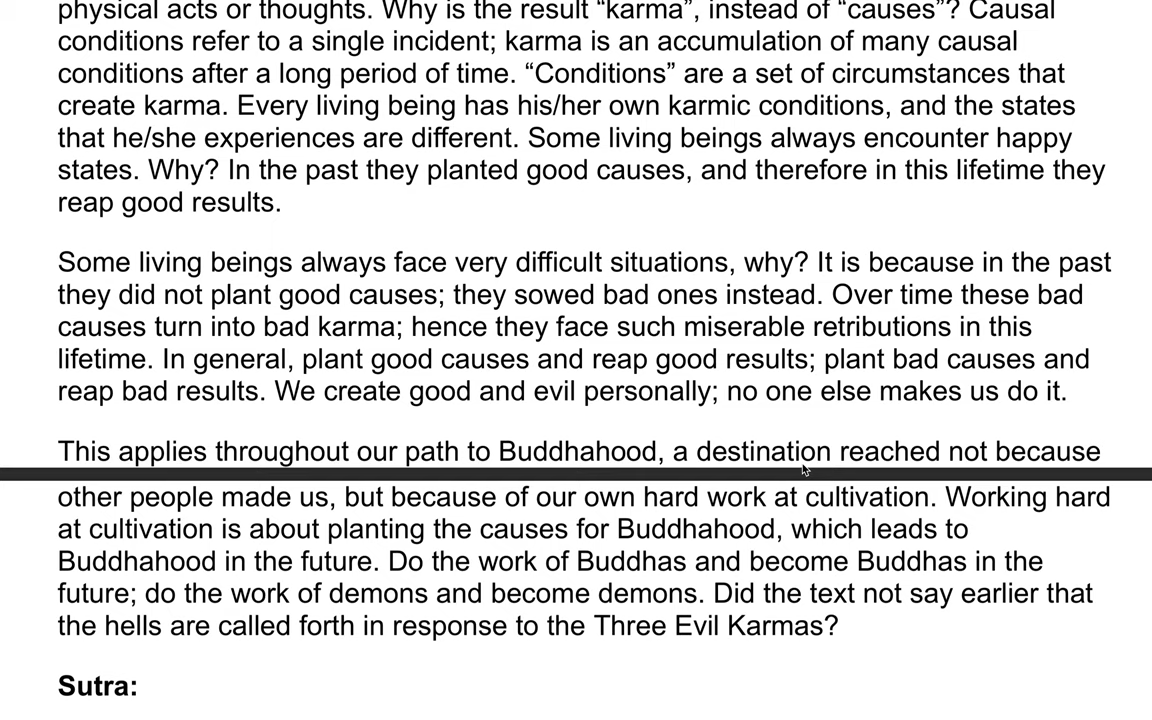 physical acts or thoughts. Why is the result “karma”, instead of “causes”? Causal
conditions refer to a single incident; karma is an accumulation of many causal
conditions after a long period of time. “Conditions” are a set of circumstances that
create karma. Every living being has his/her own karmic conditions, and the states
that he/she experiences are different. Some living beings always encounter happy
states. Why? In the past they planted good causes, and therefore in this lifetime they
reap good results.
Some living beings always face very difficult situations, why? It is because in the past
they did not plant good causes; they sowed bad ones instead. Over time these bad
causes turn into bad karma; hence they face such miserable retributions in this
lifetime. In general, plant good causes and reap good results; plant bad causes and
reap bad results. We create good and evil personally; no one else makes us do it.
This applies throughout our path to Buddhahood, a destination reached not because
other people made us, but because of our own hard work at cultivation. Working hard
at cultivation is about planting the causes for Buddhahood, which leads to
Buddhahood in the future. Do the work of Buddhas and become Buddhas in the
future; do the work of demons and become demons. Did the text not say earlier that
the hells are called forth in response to the Three Evil Karmas?
Sutra: